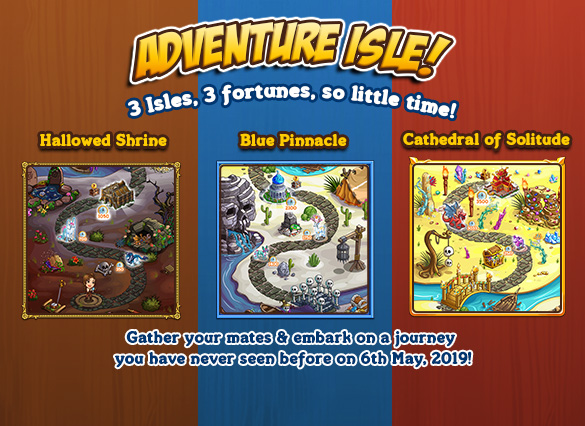 ADVENTURE ISLE!
3 Isles, 3 fortunes, so little time!
Hallowed Shrine
Blue Pinnacle
Cathedral of Solitude
Gather your mates & embark on a journey
you have never seen before on 6th May, 2019!